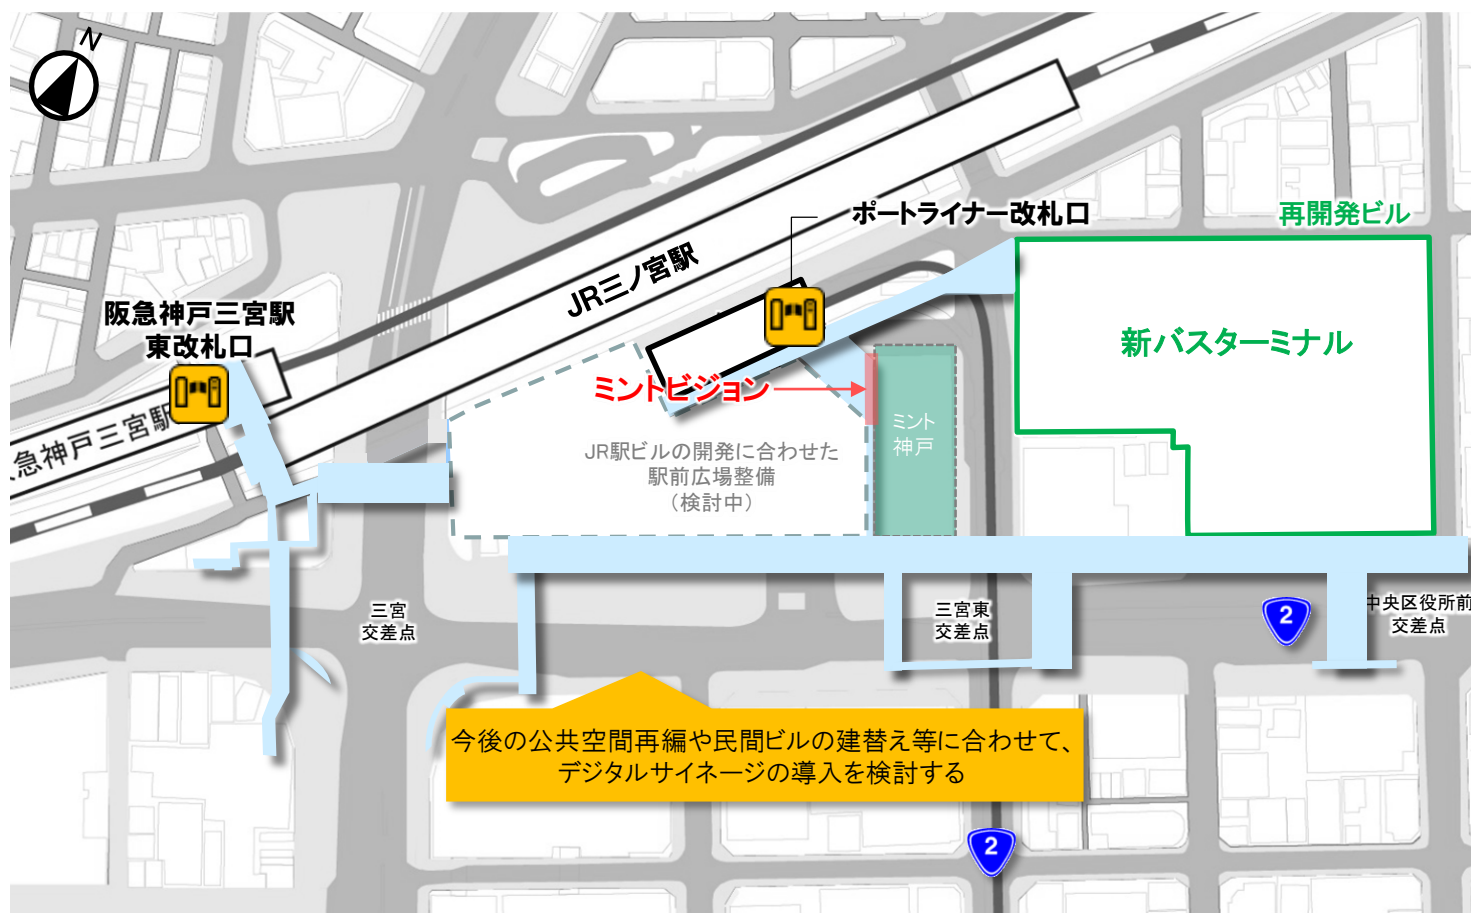 N
ポートライナー改札口
再開発ビル
JR三ノ宮駅
阪急神戸三宮駅
東改札口
新バスターミナル
ミントビジョン
急神戸三宮駅
ミント
神戸
JR駅ビルの開発に合わせた
駅前広場整備
(検討中)
三宮
交差点
三宮東
交差点
2
中央区役所前
交差点
今後の公共空間再編や民間ビルの建替え等に合わせて、
デジタルサイネージの導入を検討する
2